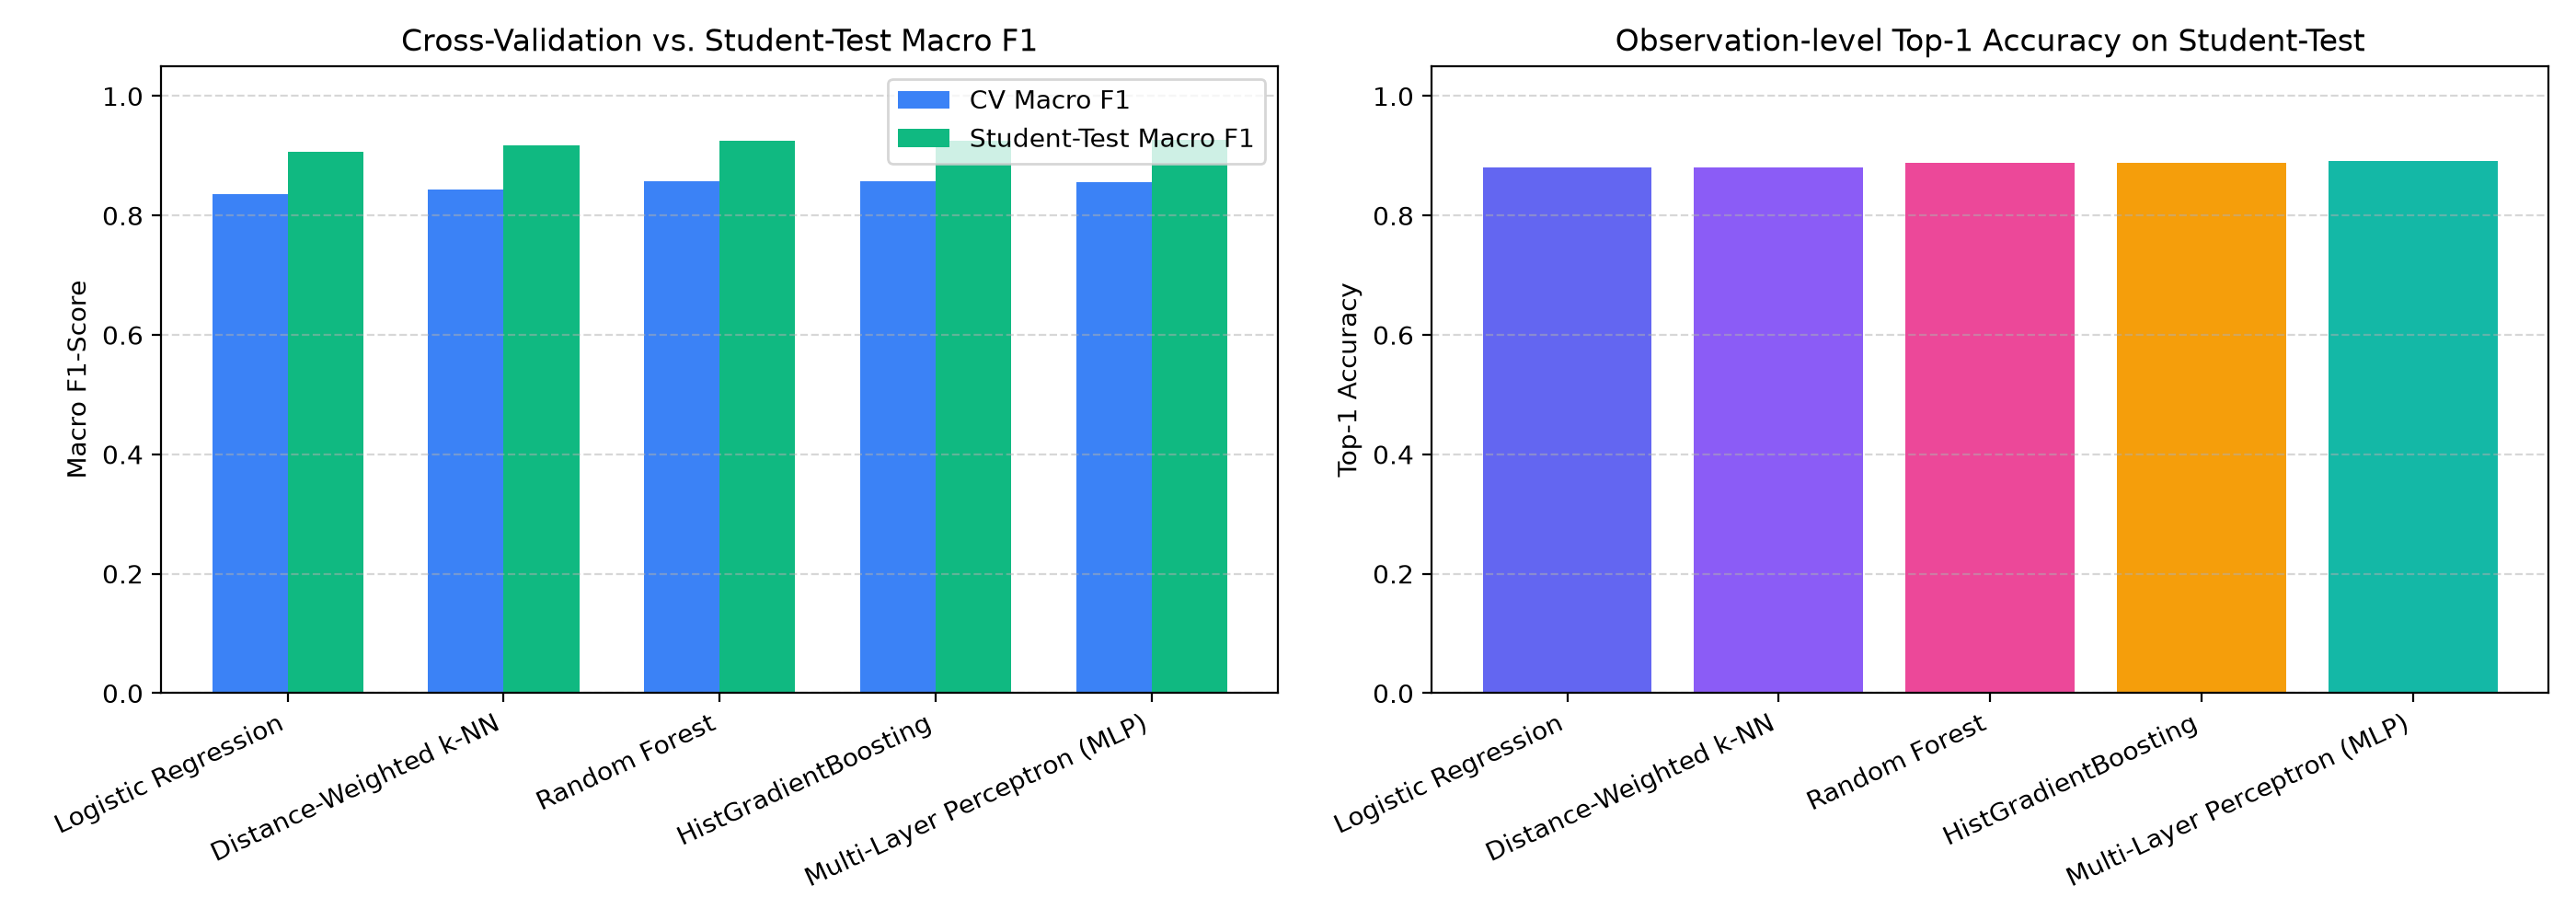 Cross-Validation vs. Student-Test Macro F1
CV Macro F1
Student-Test Macro F1
Macro F1-Score
1.0
0.8
0.6
0.4
0.2
0.0
Logistic Regression
Distance-Weighted k-NN
Random Forest
HistGradientBoosting
Multi-Layer Perceptron (MLP)
Observation-level Top-1 Accuracy on Student-Test
Top-1 Accuracy
1.0
0.8
0.6
0.4
0.2
0.0
Logistic Regression
Distance-Weighted k-NN
Random Forest
HistGradientBoosting
Multi-Layer Perceptron (MLP)